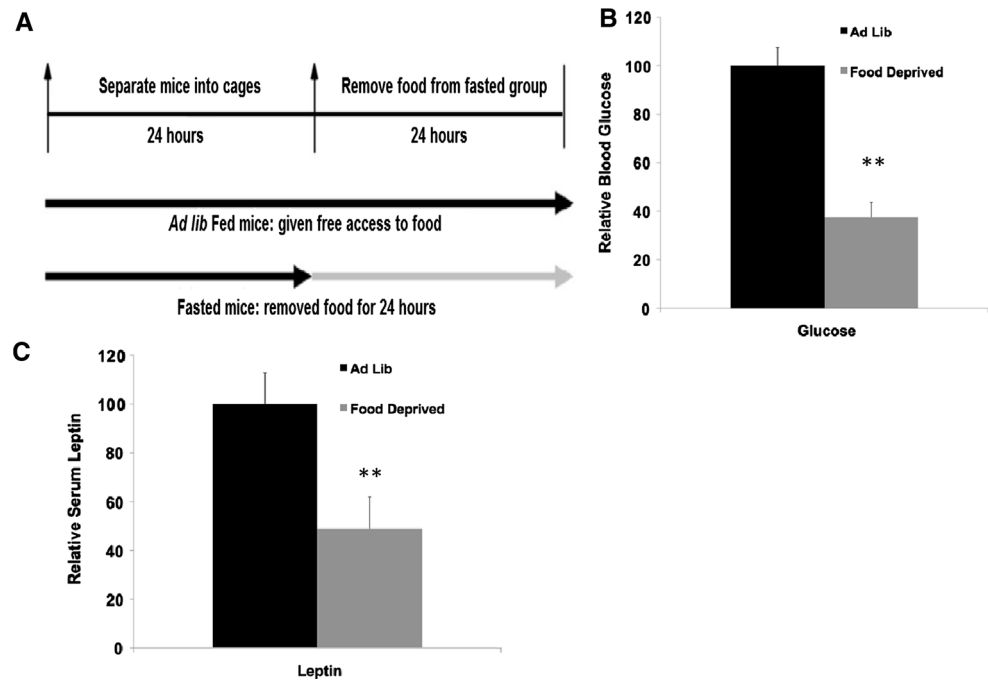 A
Separate mice into cages
Remove food from fasted group
24 hours
24 hours
Ad lib Fed mice: given free access to food
Fasted mice: removed food for 24 hours
B
Relative Blood Glucose
120
100
80
60
40
20
0
Ad Lib
Food Deprived
**
Glucose
C
Relative Serum Leptin
120
100
80
60
40
20
0
Ad Lib
Food Deprived
**
Leptin